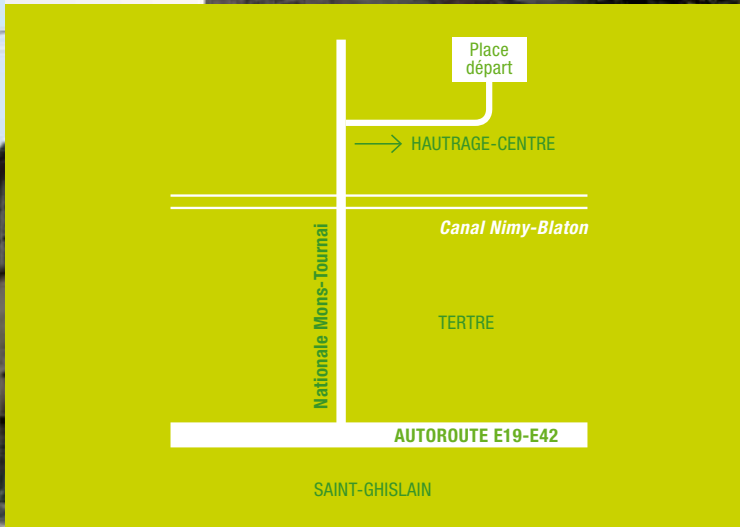 Place
départ
HAUTRAGE-CENTRE
Canal Nimy-Blaton
Nationale Mons-Tournai
TERTRE
AUTOROUTE E19-E42
SAINT-GHISLAIN